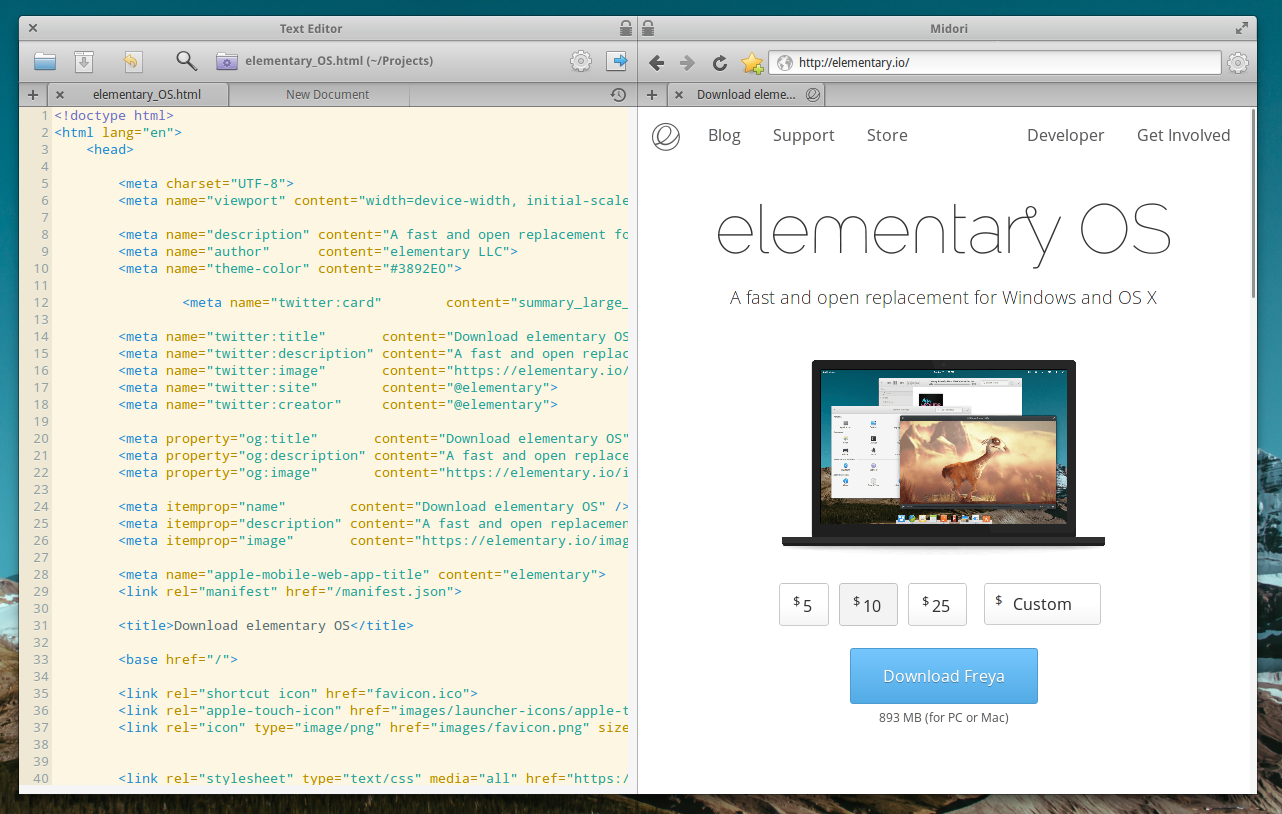 Text Editor
elementary_OS.html (~/Projects)
elementary_OS.html
New Document
1 <!doctype html>
2 <html lang="en">
3 <head>
4
5 <meta charset="UTF-8">
6 <meta name="viewport" content="width=device-width, initial-scale
7
8 <meta name="description" content="A fast and open replacement fo
9 <meta name="author" content="elementary LLC">
10 <meta name="theme-color" content="#3892E0">
11
12 <meta name="twitter:card" content="summary_large_
13
14 <meta name="twitter:title" content="Download elementary OS
15 <meta name="twitter:description" content="A fast and open replac
16 <meta name="twitter:image" content="https://elementary.io/
17 <meta name="twitter:site" content="@elementary">
18 <meta name="twitter:creator" content="@elementary">
19
20 <meta property="og:title" content="Download elementary OS"
21 <meta property="og:description" content="A fast and open replace
22 <meta property="og:image" content="https://elementary.io/i
23
24 <meta itemprop="name" content="Download elementary OS" />
25 <meta itemprop="description" content="A fast and open replacemen
26 <meta itemprop="image" content="https://elementary.io/imag
27
28 <meta name="apple-mobile-web-app-title" content="elementary">
29 <link rel="manifest" href="/manifest.json">
30
31 <title>Download elementary OS</title>
32
33 <base href="/">
34
35 <link rel="shortcut icon" href="favicon.ico">
36 <link rel="apple-touch-icon" href="images/launcher-icons/apple-t
37 <link rel="icon" type="image/png" href="images/favicon.png" size
38
39
40 <link rel="stylesheet" type="text/css" media="all" href="https:/
Midori
http://elementary.io/
Download eleme...
Blog Support Store Developer Get Involved
elementary OS
A fast and open replacement for Windows and OS X
$5 $10 $25 $ Custom
Download Freya
893 MB (for PC or Mac)